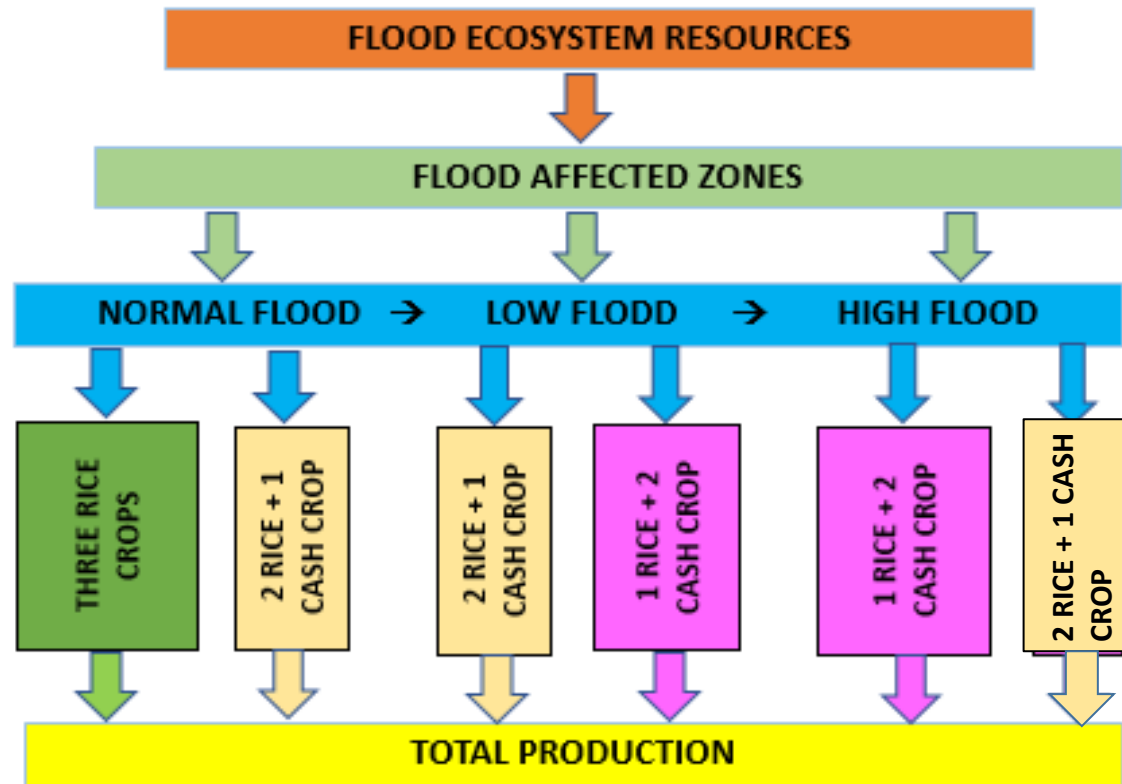 FLOOD ECOSYSTEM RESOURCES
FLOOD AFFECTED ZONES
NORMAL FLOOD → LOW FLODD → HIGH FLOOD
THREE RICE
CROPS
2 RICE + 1
CASH CROP
2 RICE + 1
CASH CROP
1 RICE + 2
CASH CROP
1 RICE + 2
CASH CROP
2 RICE + 1 CASH
CROP
TOTAL PRODUCTION